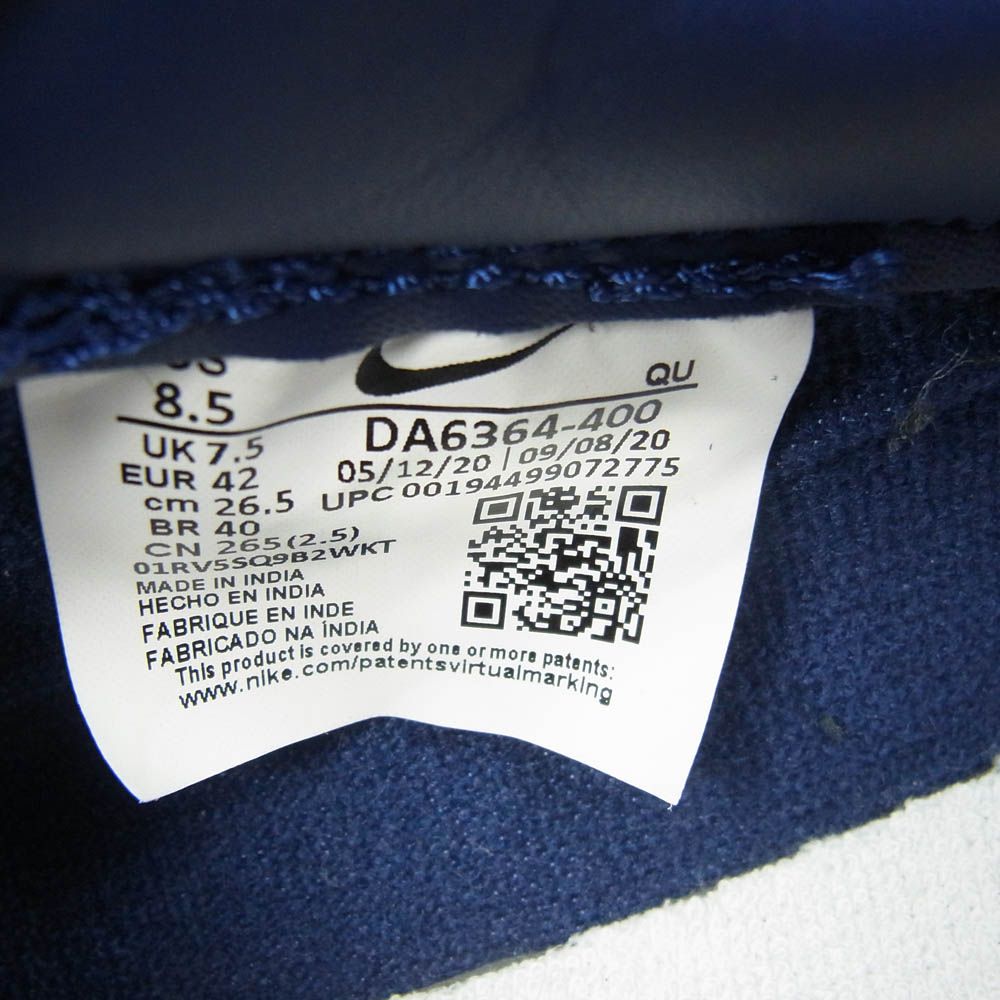 8.5
UK 7.5
EUR 42
cm 26.5
BR 40
CN 265(2.5)
01RV5SQ9B2WKT
QU
DA6364-400
05/12/20 | 09/08/20
UPC 00194499072775
MADE IN INDIA
HECHO EN INDIA
FABRIQUE EN INDE
FABRICADO NA ÍNDIA
This product is covered by one or more patents:
www.nike.com/patentsvirtualmarking